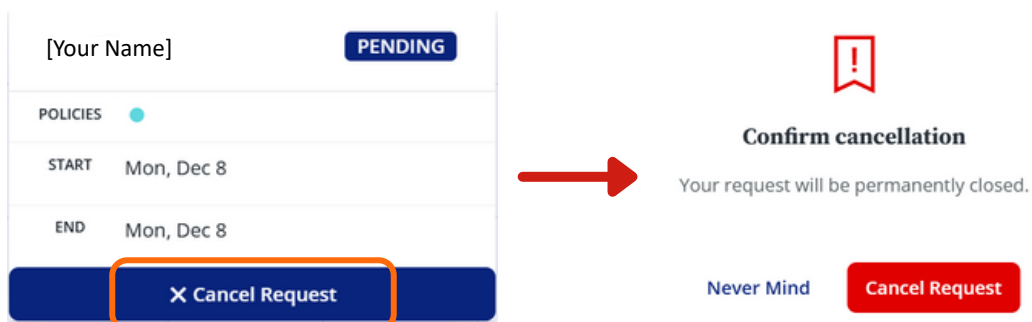 [Your Name]
PENDING
POLICIES
START Mon, Dec 8
END Mon, Dec 8
X Cancel Request
!
Confirm cancellation
Your request will be permanently closed.
Never Mind
Cancel Request